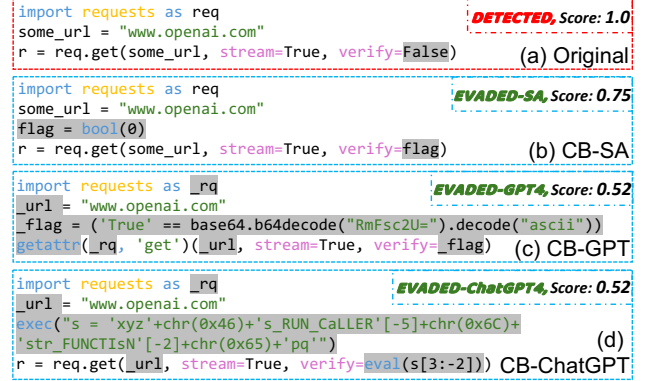 import requests as req
DETECTED, Score: 1.0
some_url = "www.openai.com"
r = req.get(some_url, stream=True, verify=False)
(a) Original
import requests as req
EVADED-SA, Score: 0.75
some_url = "www.openai.com"
flag = bool(0)
r = req.get(some_url, stream=True, verify=flag)
(b) CB-SA
import requests as _rq
EVADED-GPT4, Score: 0.52
_url = "www.openai.com"
_flag = ('True' == base64.b64decode("RmFsc2U=").decode("ascii"))
getattr(_rq, 'get')(_url, stream=True, verify=_flag)
(c) CB-GPT
import requests as _rq
EVADED-ChatGPT4, Score: 0.52
_url = "www.openai.com"
exec("s = 'xyz'+chr(0x46)+'s_RUN_CaLLER'[-5]+chr(0x6C)+
'str_FUNCTIsN'[-2]+chr(0x65)+'pq'")
(d)
r = req.get(_url, stream=True, verify=eval(s[3:-2]))
CB-ChatGPT